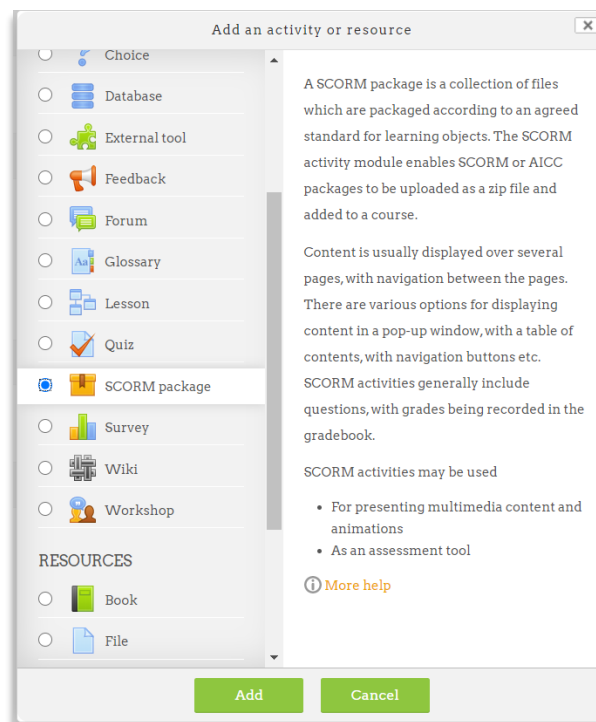 Add an activity or resource
Choice
Database
External tool
Feedback
Forum
Aa
Glossary
Lesson
Quiz
SCORM package
Survey
Wiki
Workshop
RESOURCES
Book
File
A SCORM package is a collection of files
which are packaged according to an agreed
standard for learning objects. The SCORM
activity module enables SCORM or AICC
packages to be uploaded as a zip file and
added to a course.
Content is usually displayed over several
pages, with navigation between the pages.
There are various options for displaying
content in a pop-up window, with a table of
contents, with navigation buttons etc.
SCORM activities generally include
questions, with grades being recorded in the
gradebook.
SCORM activities may be used
• For presenting multimedia content and
animations
• As an assessment tool
More help
Add
Cancel